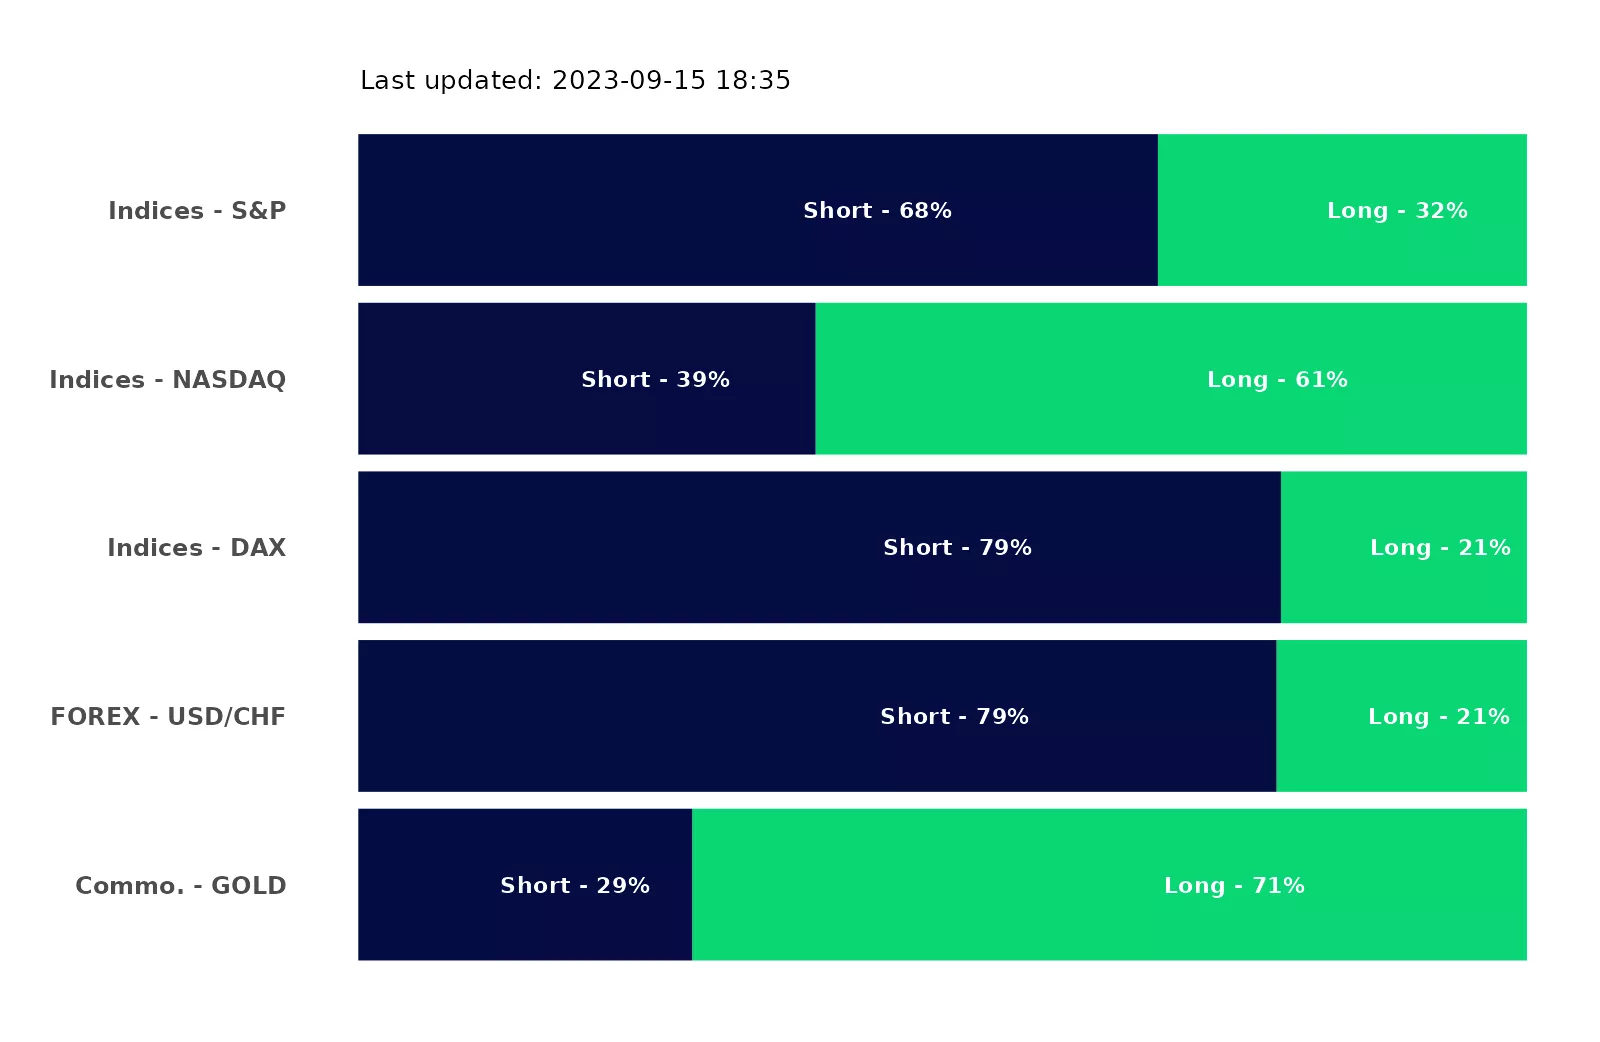 Last updated: 2023-09-15 18:35
Indices - S&P Short - 68% Long - 32%
Indices - NASDAQ Short - 39% Long - 61%
Indices - DAX Short - 79% Long - 21%
FOREX - USD/CHF Short - 79% Long - 21%
Commo. - GOLD Short - 29% Long - 71%